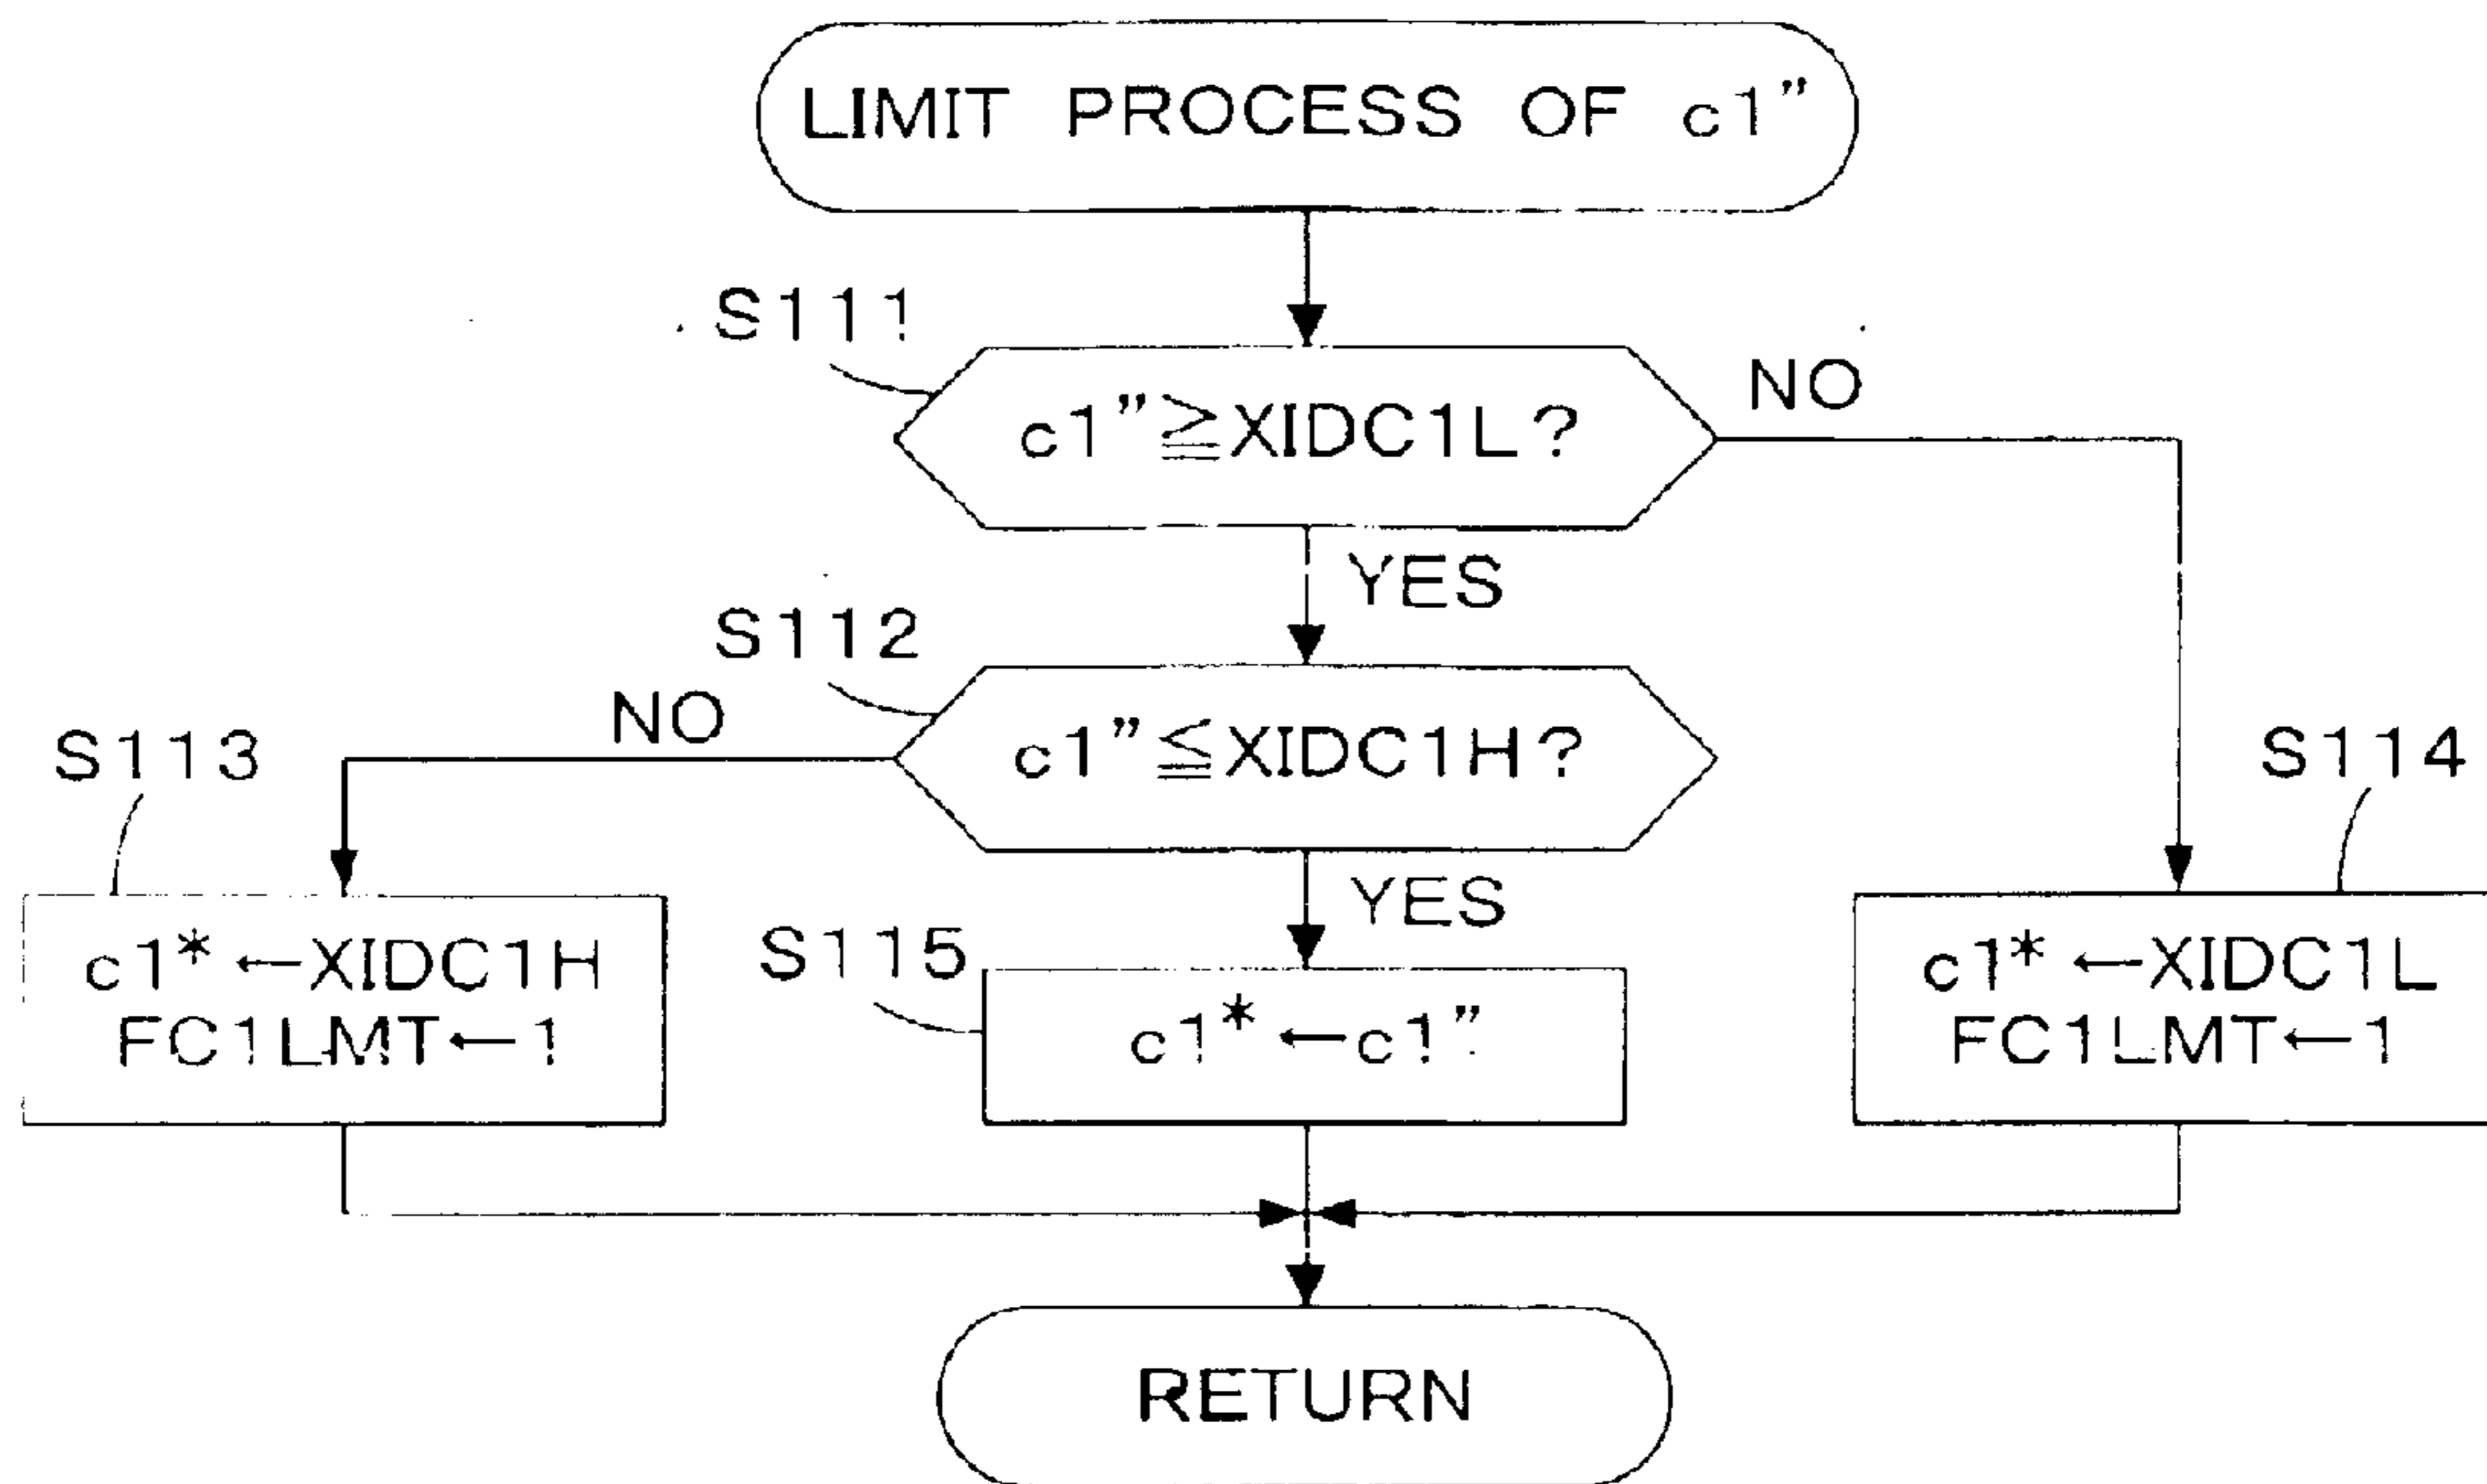 LIMIT PROCESS OF c1”
S111
c1”≧XIDC1L?
NO
YES
S112
NO
c1”≦XIDC1H?
S113
S114
YES
c1*←XIDC1H
FC1LMT←1
S115
c1*←c1”
c1*←XIDC1L
FC1LMT←1
RETURN